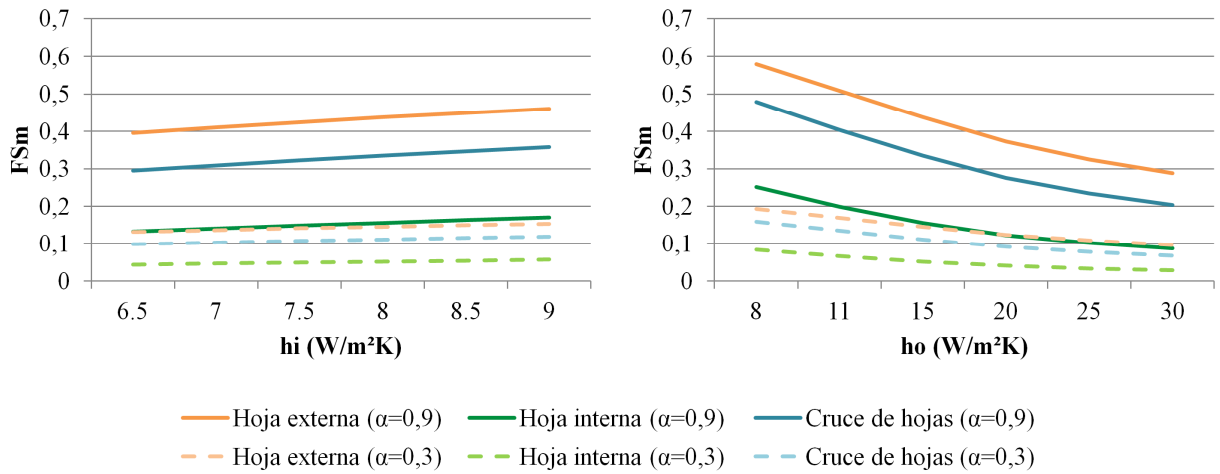 0,7
0,6
0,5
0,4
0,3
0,2
0,1
0
FSm
6.5 7 7.5 8 8.5 9
hi (W/m²K)
0,7
0,6
0,5
0,4
0,3
0,2
0,1
0
FSm
8 11 15 20 25 30
ho (W/m²K)
Hoja externa (α=0,9) Hoja interna (α=0,9) Cruce de hojas (α=0,9)
Hoja externa (α=0,3) Hoja interna (α=0,3) Cruce de hojas (α=0,3)